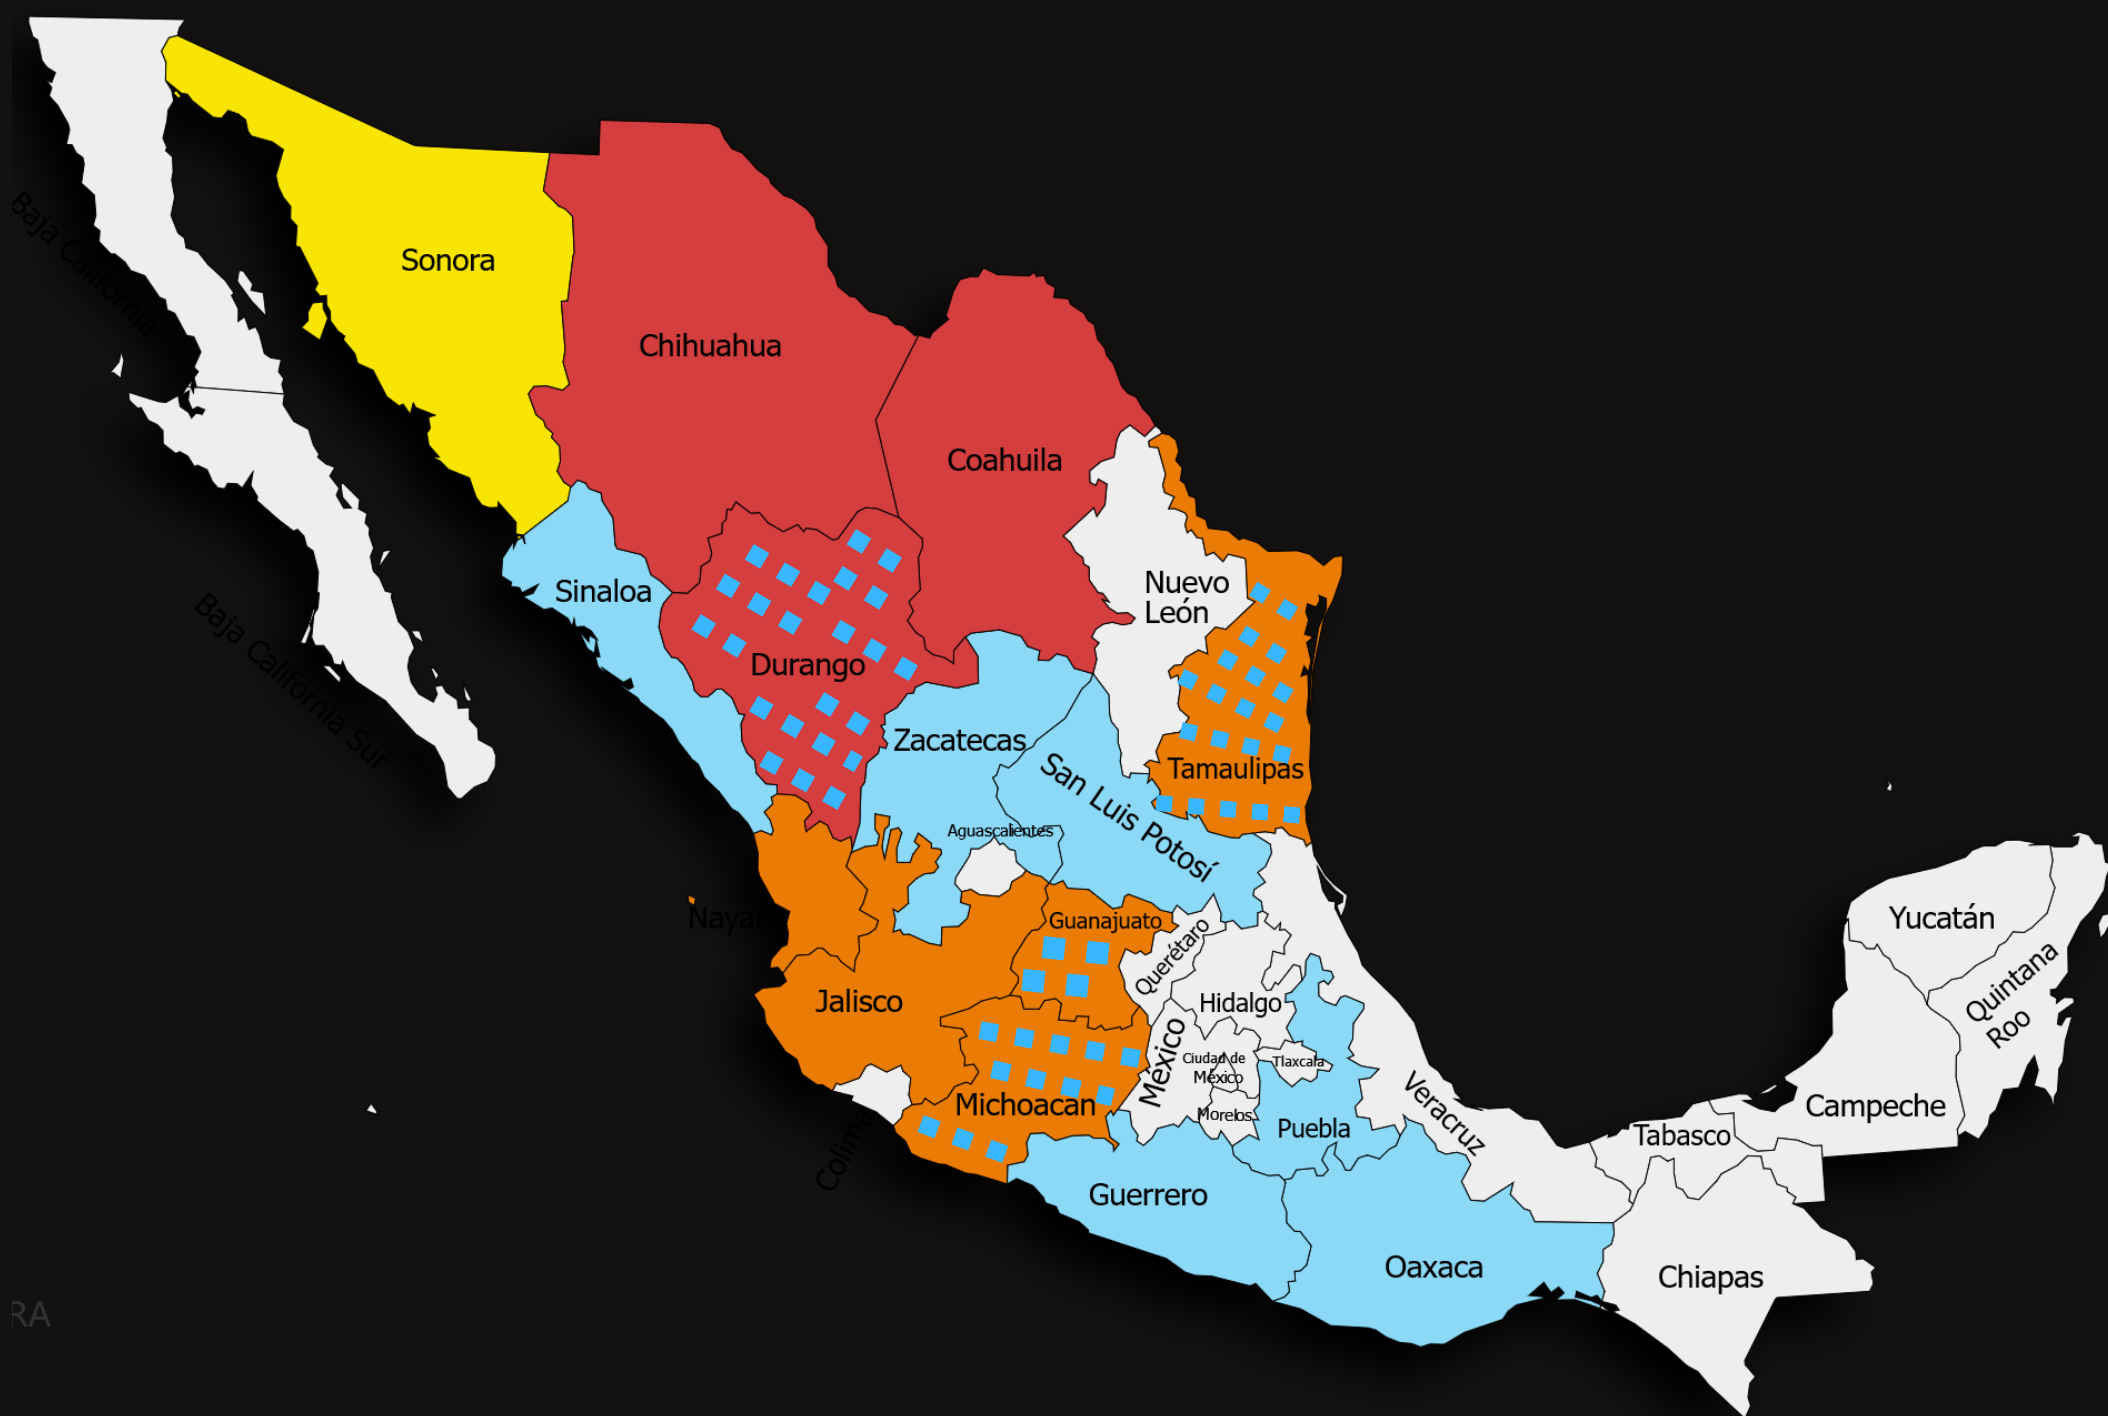 Baja California
Sonora
Chihuahua
Coahuila
Nuevo
León
Sinaloa
Durango
Baja California Sur
Zacatecas
San Luis Potosí
Tamaulipas
Aguascalientes
Guanajuato
Querétaro
Jalisco
Hidalgo
México
Ciudad de
México
Tlaxcala
Michoacan
Morelos
Puebla
Veracruz
Colima
Guerrero
Oaxaca
Tabasco
Chiapas
Campeche
Yucatán
Quintana
Roo
RA